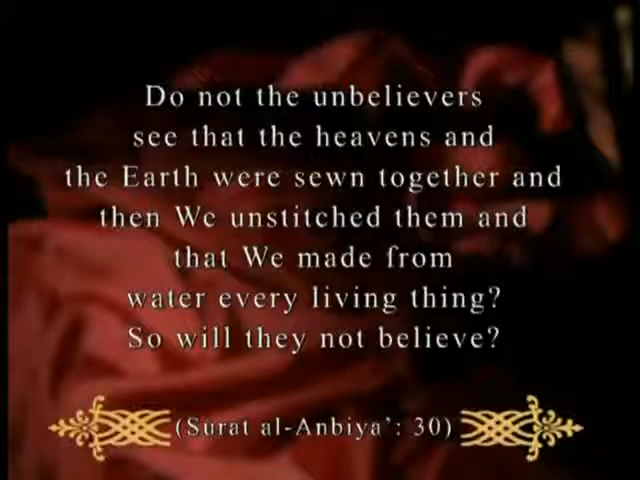 Do not the unbelievers
see that the heavens and
the Earth were sewn together and
then We unstitched them and
that We made from
water every living thing?
So will they not believe?
(Surat al-Anbiya': 30)